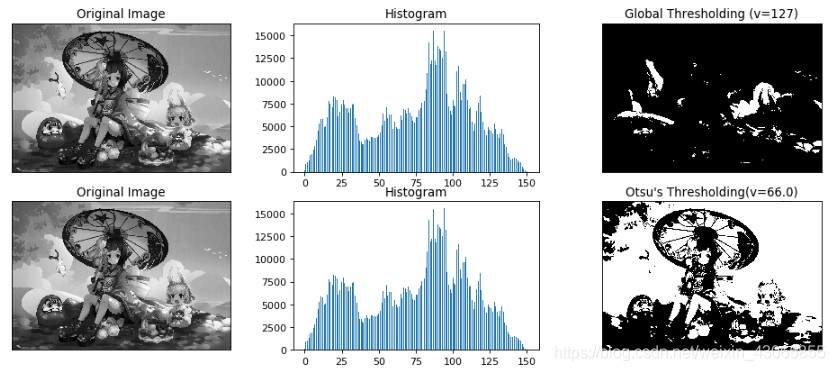 Original Image
Histogram
Global Thresholding (v=127)
15000
12500
10000
7500
5000
2500
0
0 25 50 75 100 125 150
Original Image
Histogram
Otsu's Thresholding(v=66.0)
15000
12500
10000
7500
5000
2500
0
0 25 50 75 100 125 150
https://blog.csdn.net/weixin_43065855